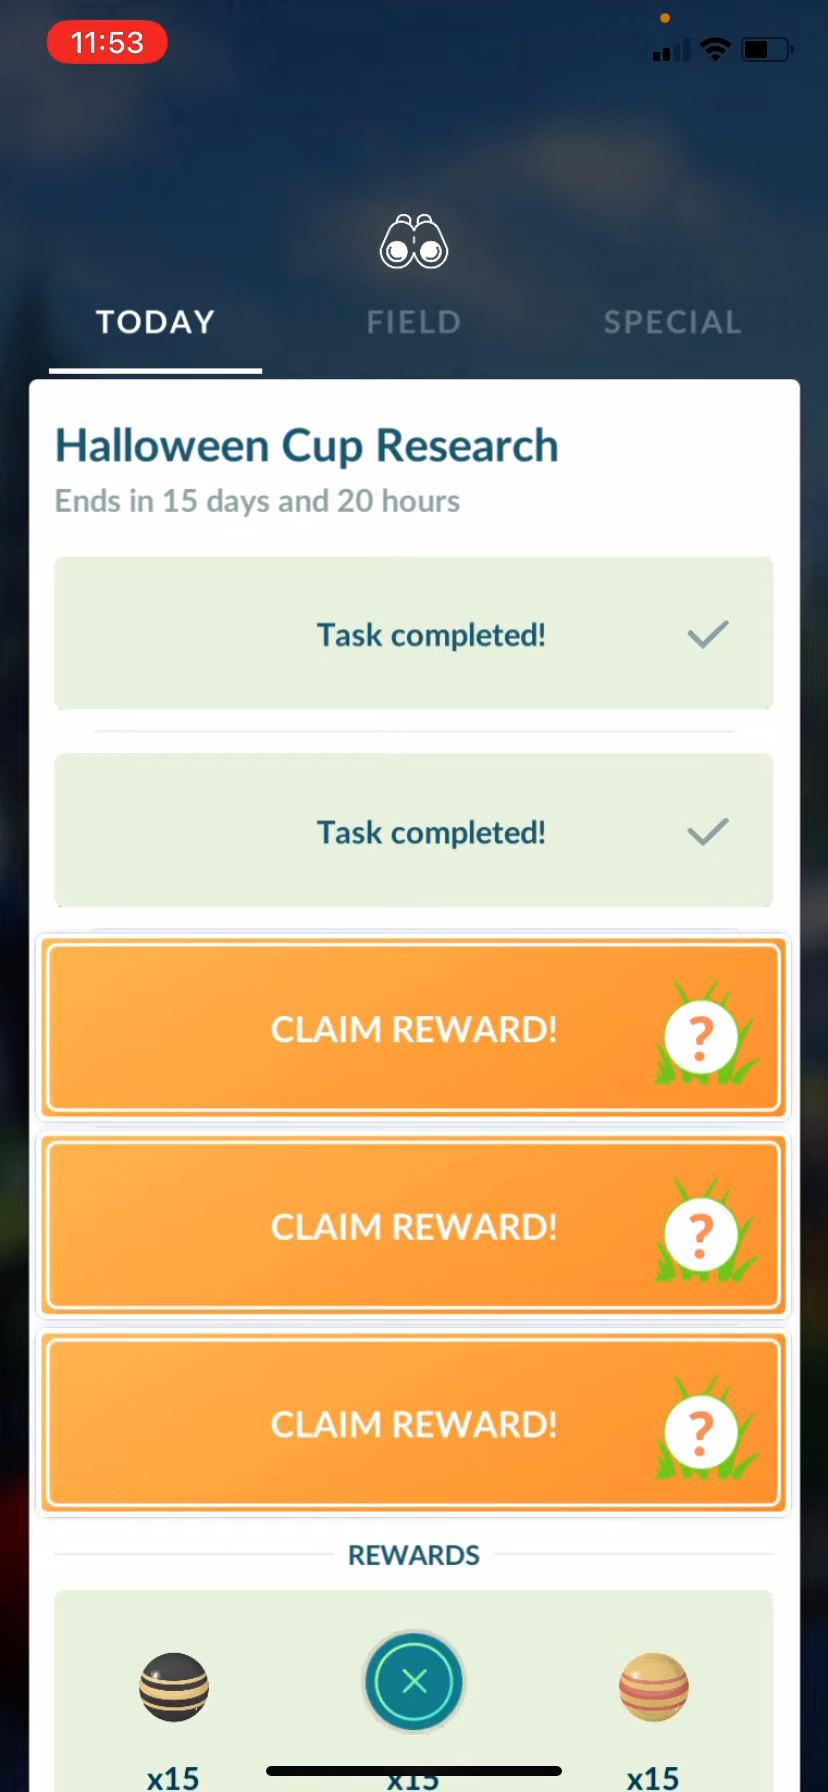 11:53
TODAY
FIELD
SPECIAL
Halloween Cup Research
Ends in 15 days and 20 hours
Task completed!
Task completed!
CLAIM REWARD!
?
CLAIM REWARD!
?
CLAIM REWARD!
?
REWARDS
x15
x15
x15